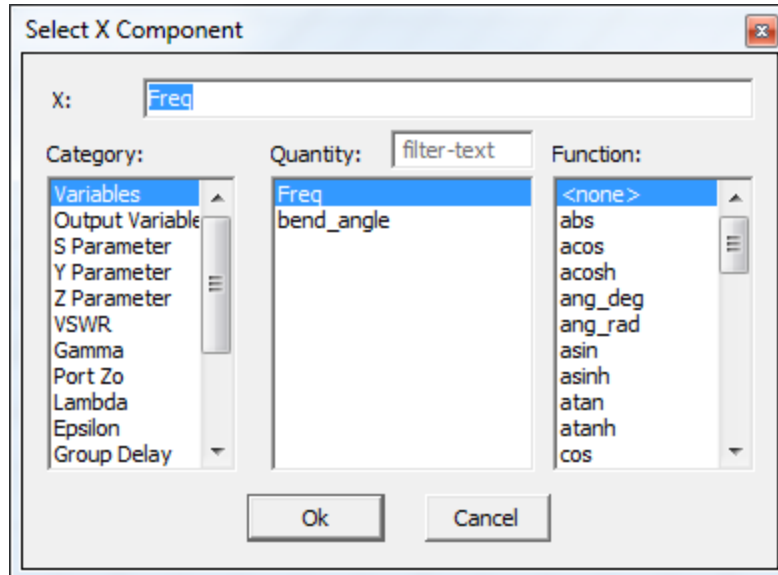 Select X Component
X: Freq
Category:
Quantity:
filter-text
Function:
Variables
Output Variable
S Parameter
Y Parameter
Z Parameter
VSWR
Gamma
Port Zo
Lambda
Epsilon
Group Delay
Freq
bend_angle
<none>
abs
acos
acosh
ang_deg
ang_rad
asin
asinh
atan
atanh
cos
Ok
Cancel